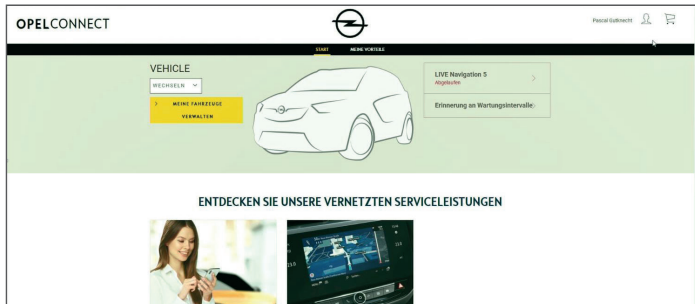 OPELCONNECT
Pascal Gutknecht
START MEINE VORTEILE
VEHICLE
WECHSELN
MEINE FAHRZEUGE
VERWALTEN
LIVE Navigation 5
Abgelaufen
Erinnerung an Wartungsintervalle
ENTDECKEN SIE UNSERE VERNETZTEN SERVICELEISTUNGEN